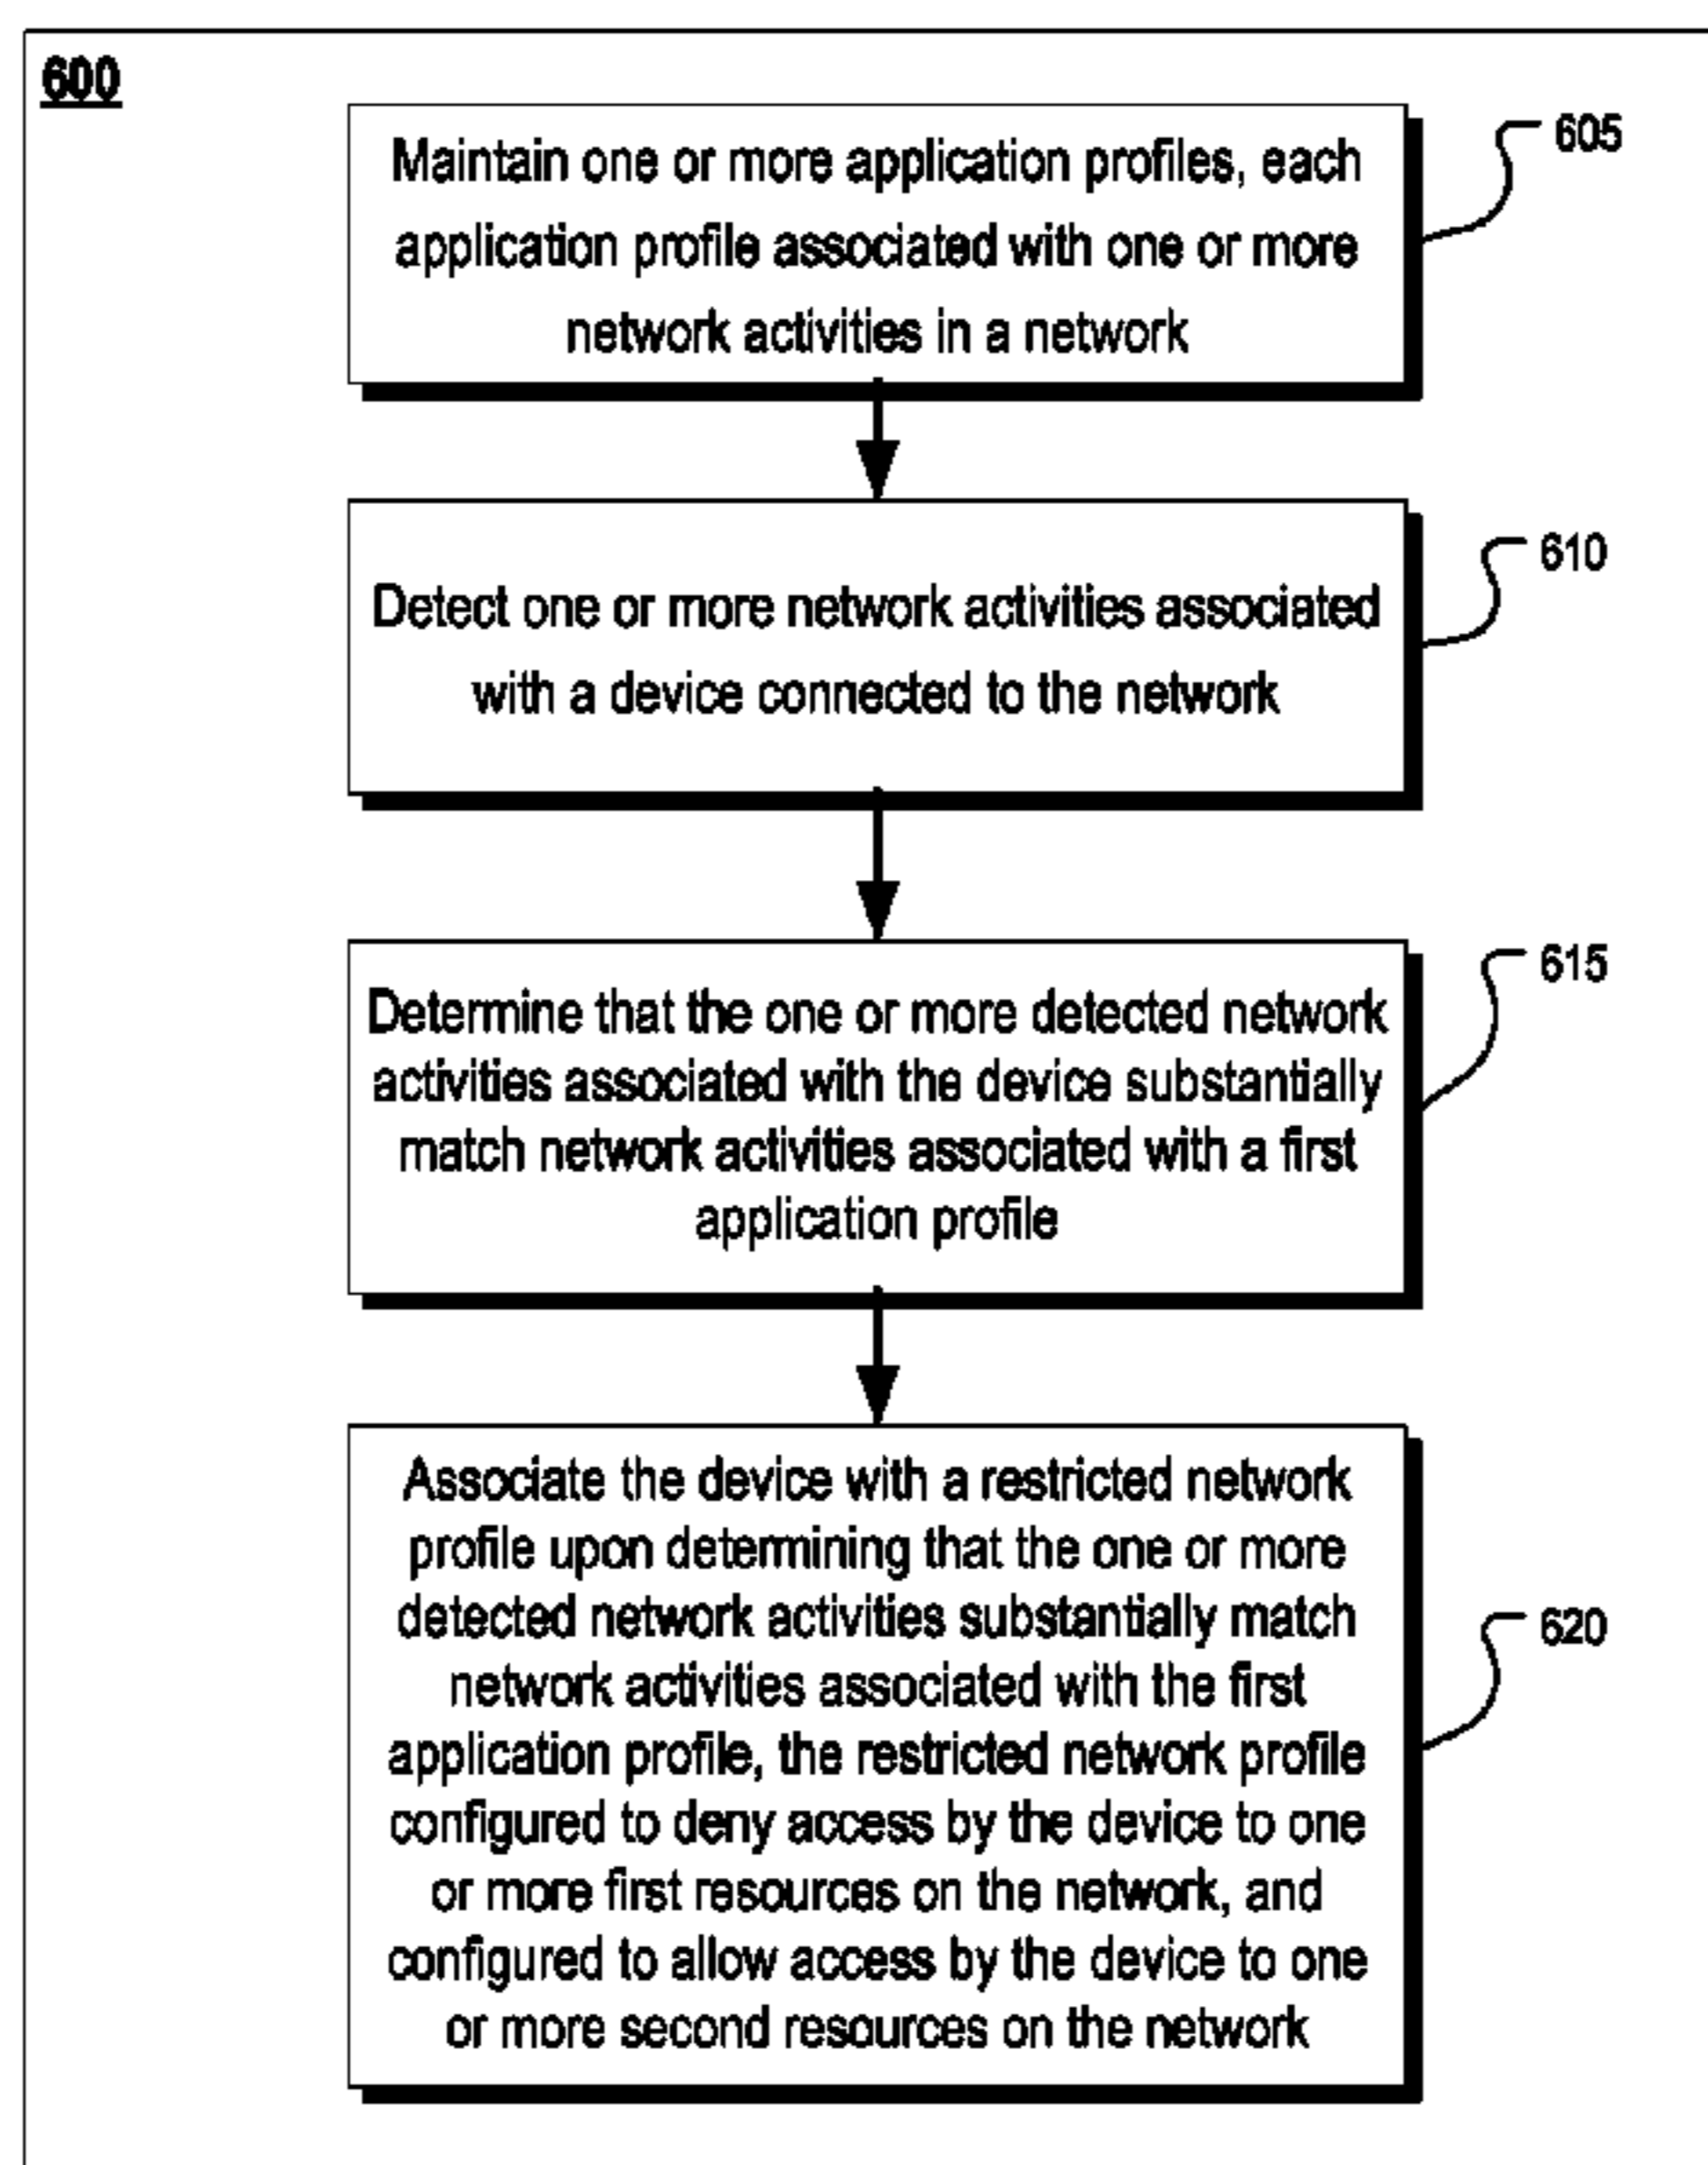 600
Maintain one or more application profiles, each
application profile associated with one or more
network activities in a network
605
Detect one or more network activities associated
with a device connected to the network
610
Determine that the one or more detected network
activities associated with the device substantially
match network activities associated with a first
application profile
615
Associate the device with a restricted network
profile upon determining that the one or more
detected network activities substantially match
network activities associated with the first
application profile, the restricted network profile
configured to deny access by the device to one
or more first resources on the network, and
configured to allow access by the device to one
or more second resources on the network
620